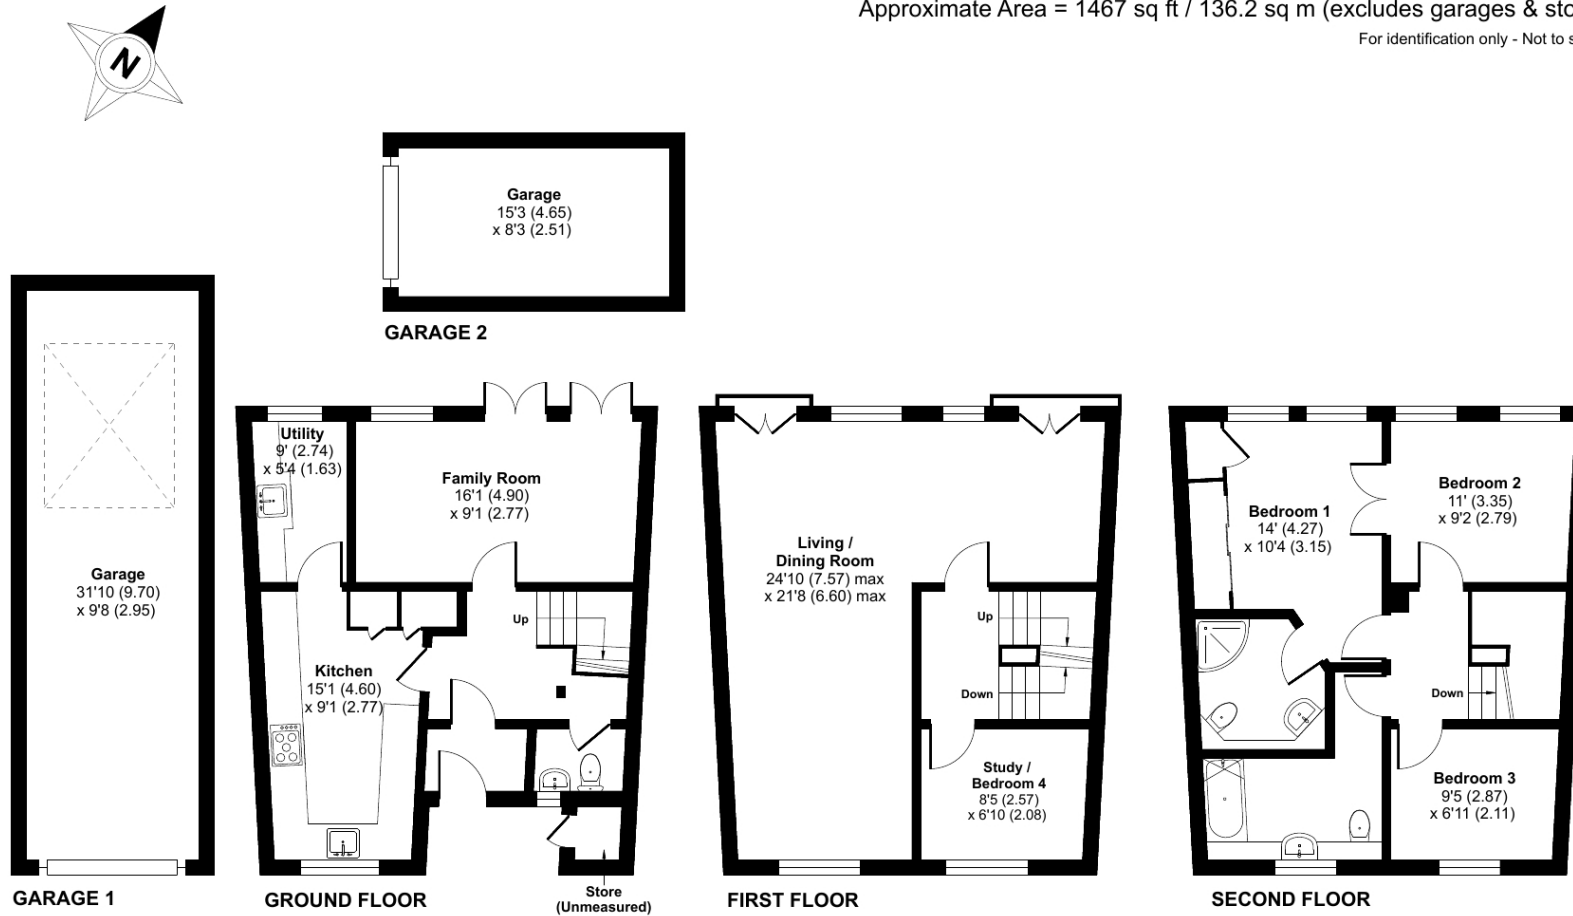 Approximate Area = 1467 sq ft / 136.2 sq m (excludes garages &
For identification only - Not to
N
Garage
15'3 (4.65)
x 8'3 (2.51)
GARAGE 2
Garage
31'10 (9.70)
x 9'8 (2.95)
GARAGE 1
Utility
9' (2.74)
x 5'4 (1.63)
Family Room
16'1 (4.90)
x 9'1 (2.77)
Up
Kitchen
15'1 (4.60)
x 9'1 (2.77)
Store
(Unmeasured)
GROUND FLOOR
Living /
Dining Room
24'10 (7.57) max
x 21'8 (6.60) max
Up
Down
Study /
Bedroom 4
8'5 (2.57)
x 6'10 (2.08)
FIRST FLOOR
Bedroom 1
14' (4.27)
x 10'4 (3.15)
Bedroom 2
11' (3.35)
x 9'2 (2.79)
Down
Bedroom 3
9'5 (2.87)
x 6'11 (2.11)
SECOND FLOOR